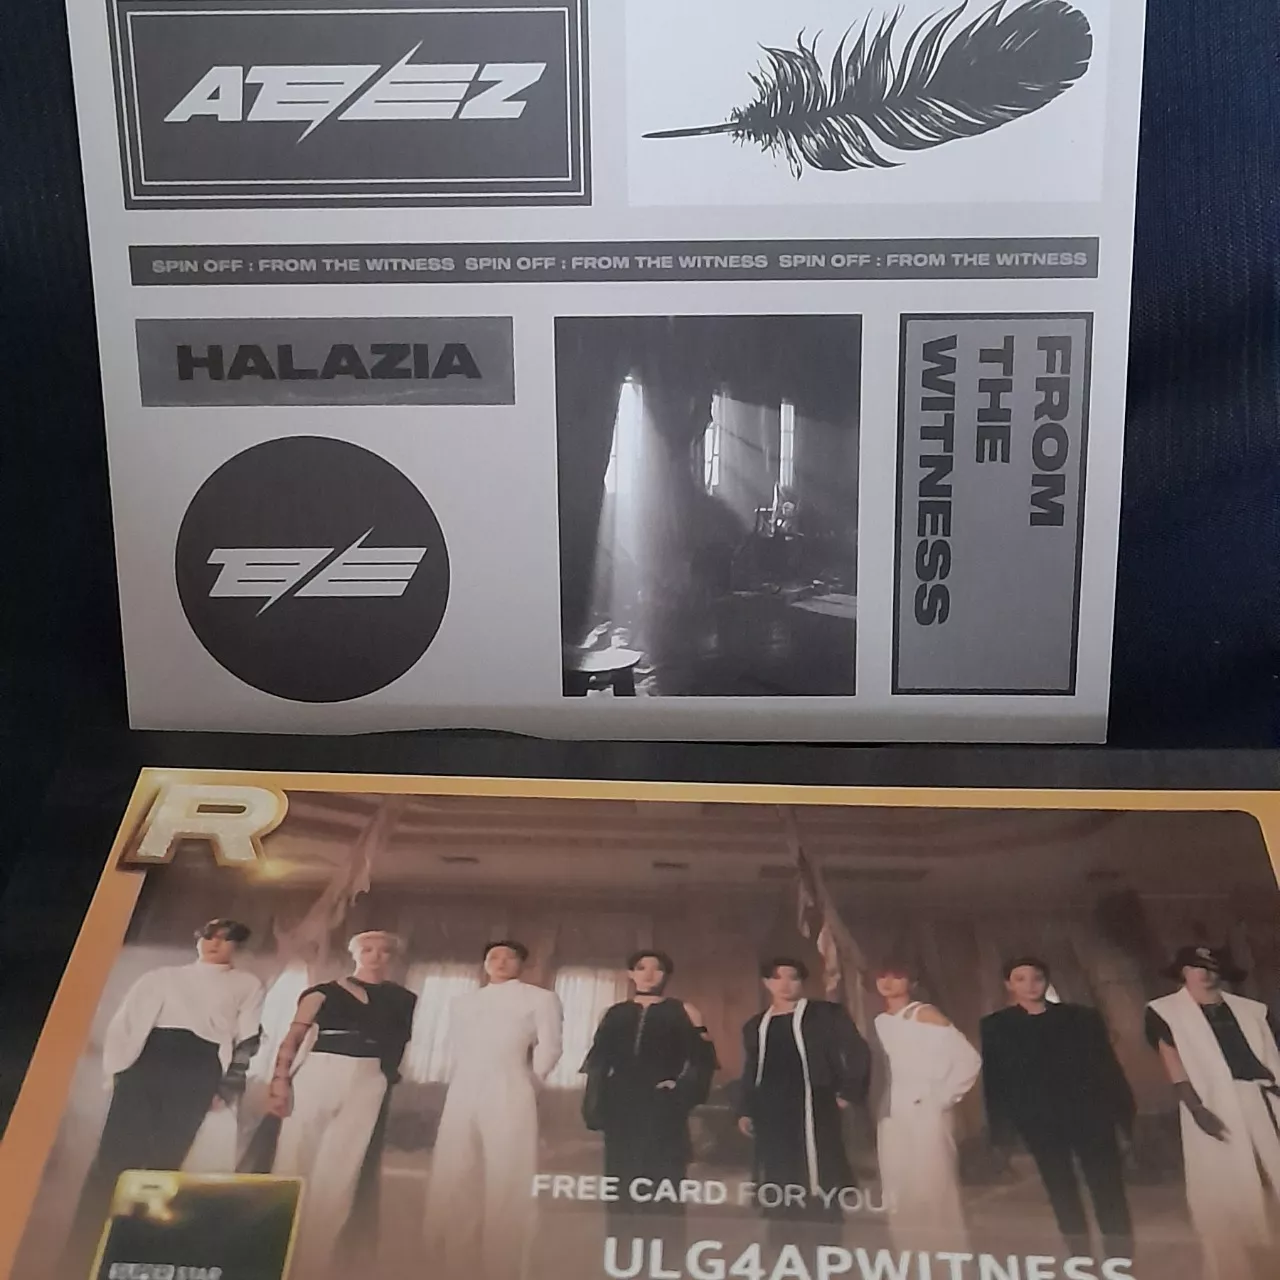 ATEEZ
SPIN OFF : FROM THE WITNESS SPIN OFF : FROM THE WITNESS SPIN OFF : FROM THE WITNESS
HALAZIA
FROM
THE
WITNESS
R
FREE CARD FOR YOU!
ULG4APWITNESS
R
STAR